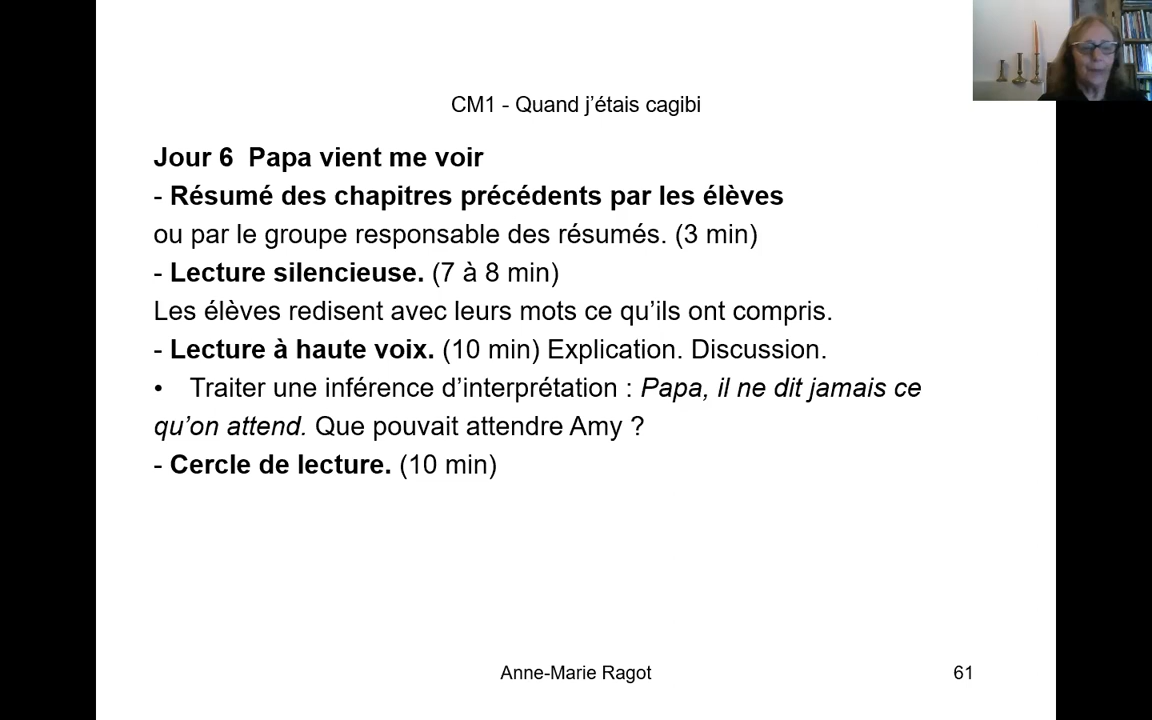 CM1 - Quand j’étais cagibi
Jour 6  Papa vient me voir
- Résumé des chapitres précédents par les élèves
ou par le groupe responsable des résumés. (3 min)
- Lecture silencieuse. (7 à 8 min)
Les élèves redisent avec leurs mots ce qu’ils ont compris.
- Lecture à haute voix. (10 min) Explication. Discussion.
• Traiter une inférence d’interprétation : Papa, il ne dit jamais ce
qu’on attend. Que pouvait attendre Amy ?
- Cercle de lecture. (10 min)
Anne-Marie Ragot
61